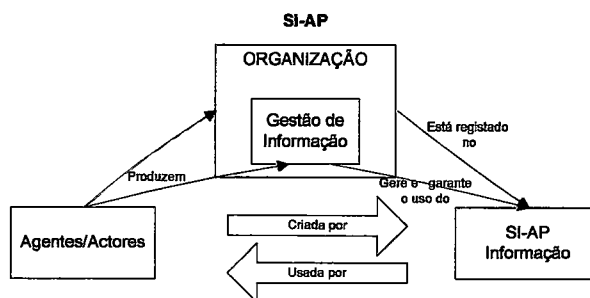 SI-AP
ORGANIZAÇÃO
Gestão de
Informação
Está registado
no
Produzem
Gere e garante
o uso do
Agentes/Actores
Criada por
SI-AP
Informação
Usada por